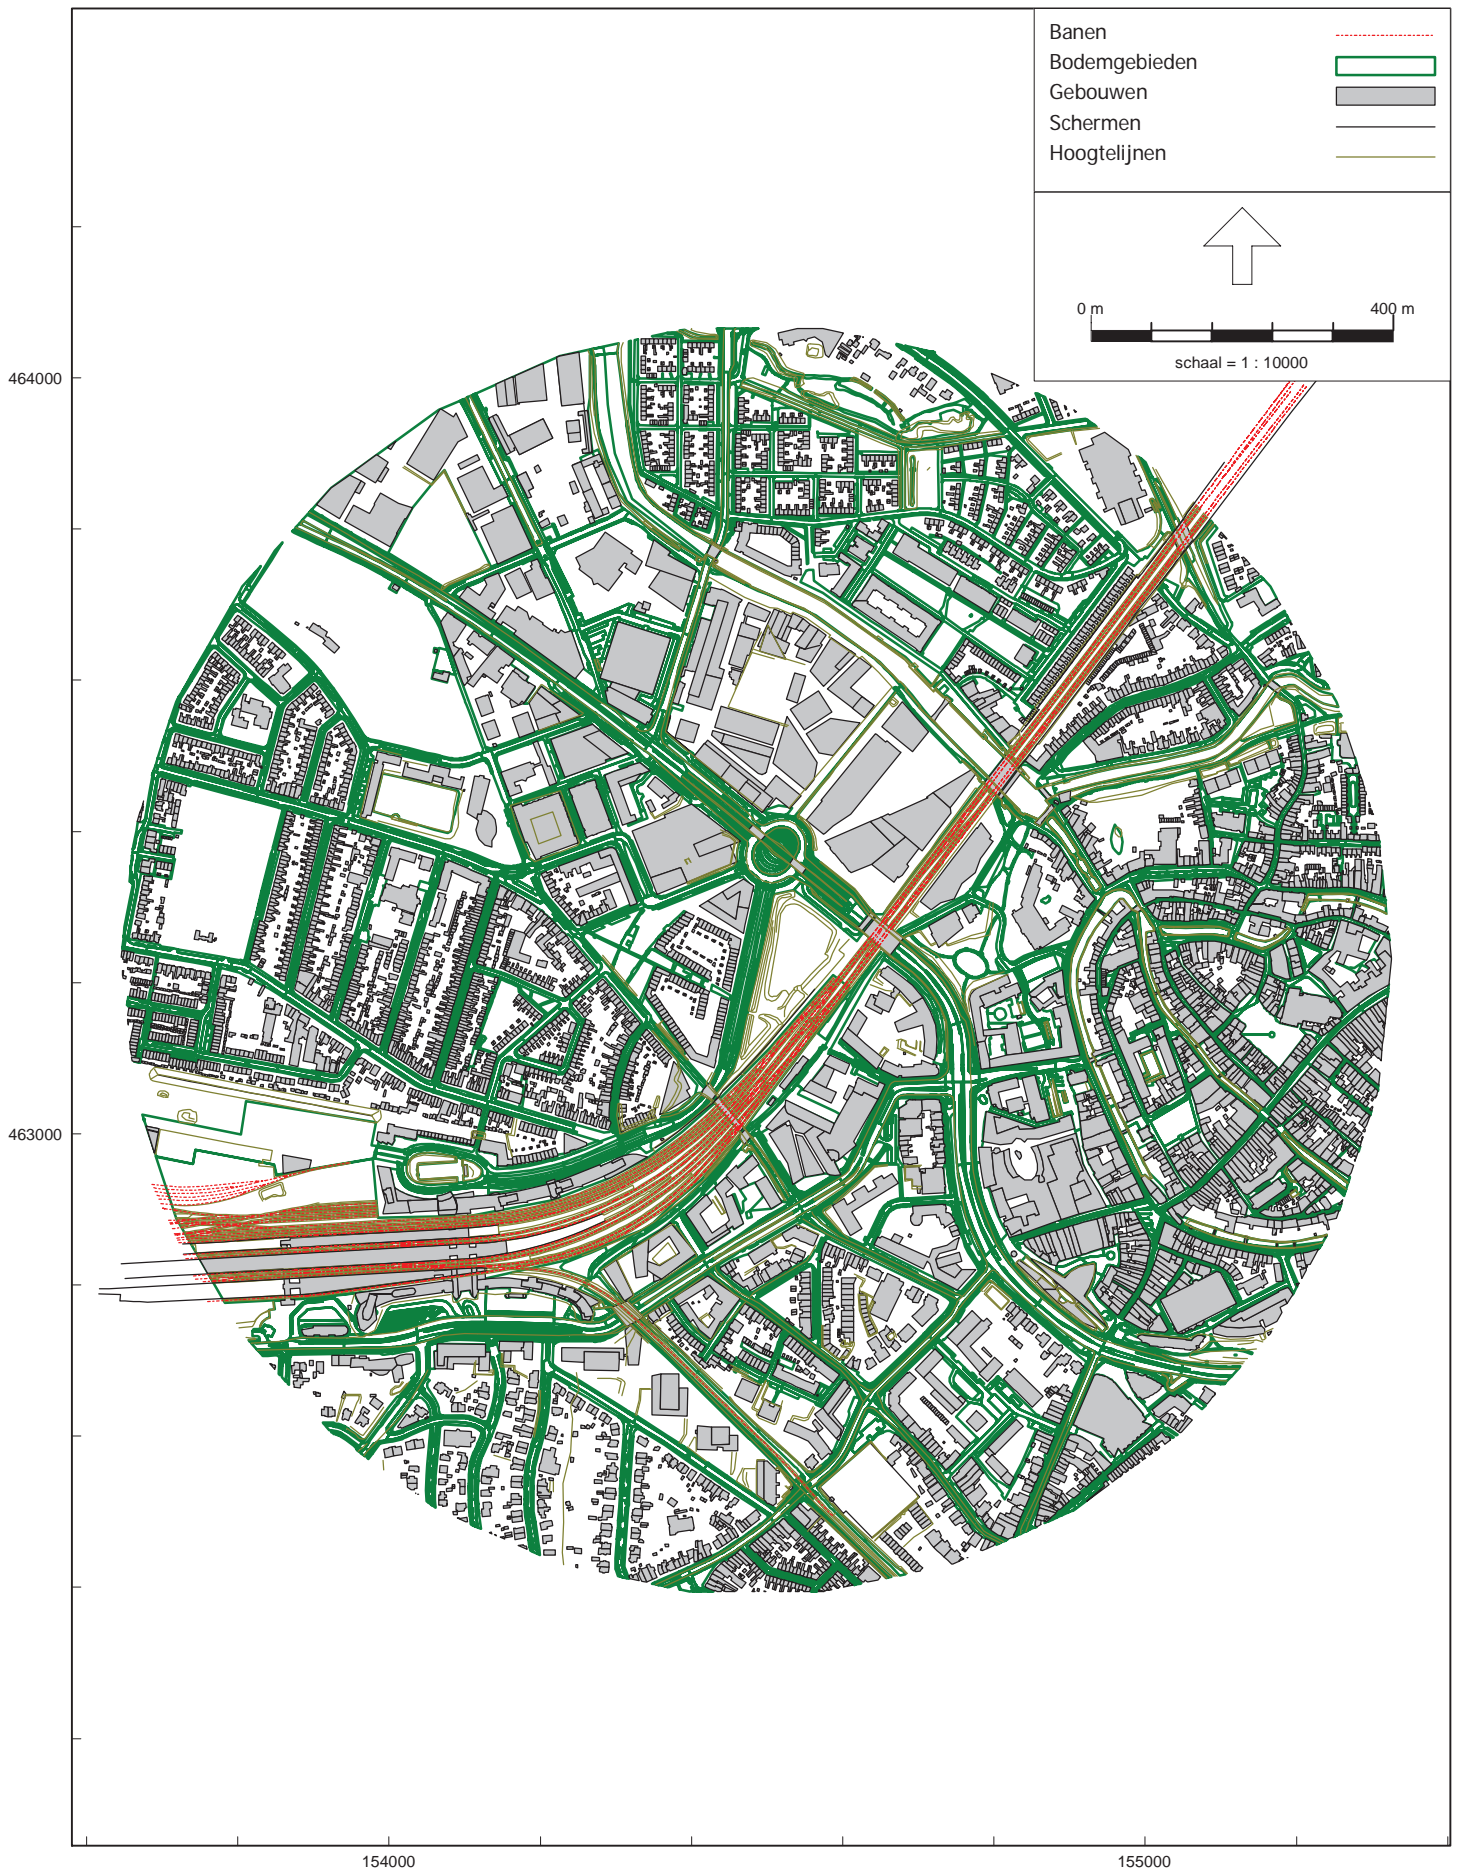 Banen
Bodemgebieden
Gebouwen
Schermen
Hoogtelijnen
0 m 400 m
schaal = 1 : 10000
464000
463000
154000 155000